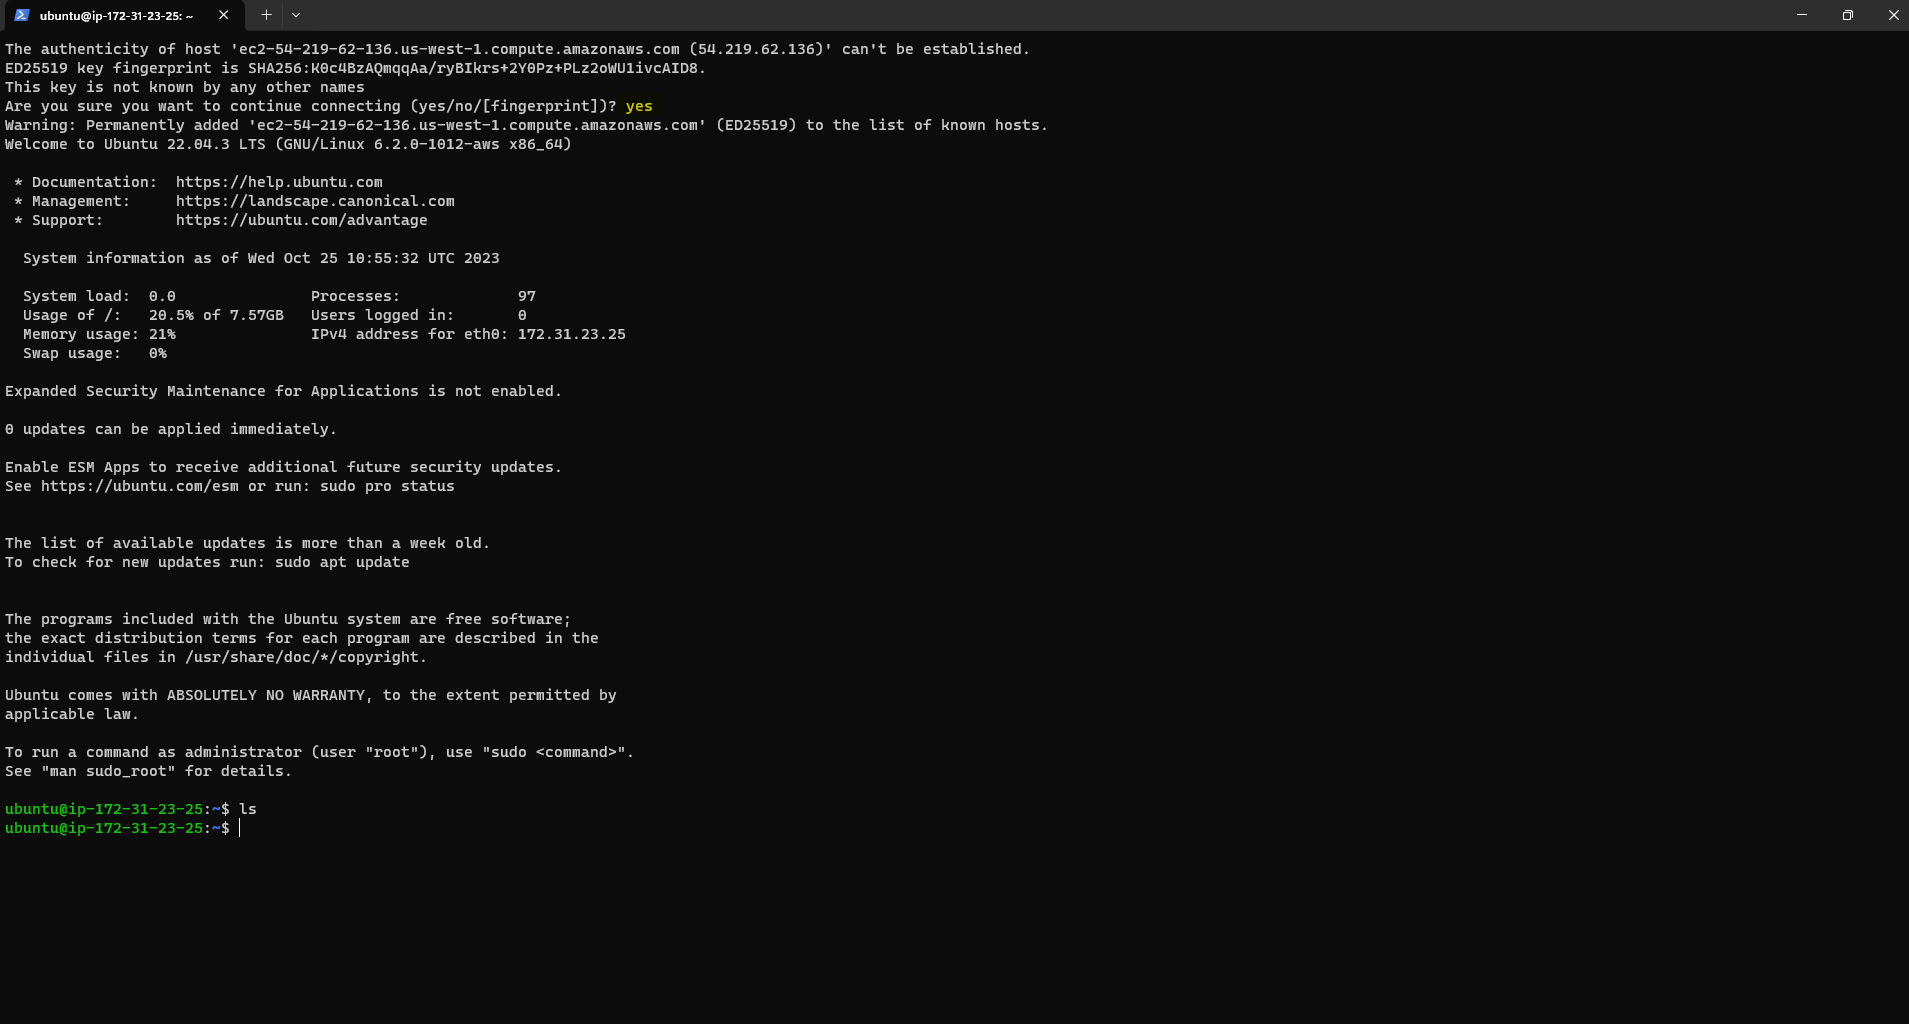 ubuntu@ip-172-31-23-25: ~
The authenticity of host 'ec2-54-219-62-136.us-west-1.compute.amazonaws.com (54.219.62.136)' can't be established.
ED25519 key fingerprint is SHA256:K0c4BzAQmqqAa/ryBIkrs+2Y0Pz+PLz2oWU1ivcAID8.
This key is not known by any other names
Are you sure you want to continue connecting (yes/no/[fingerprint])? yes
Warning: Permanently added 'ec2-54-219-62-136.us-west-1.compute.amazonaws.com' (ED25519) to the list of known hosts.
Welcome to Ubuntu 22.04.3 LTS (GNU/Linux 6.2.0-1012-aws x86_64)
* Documentation:  https://help.ubuntu.com
* Management:     https://landscape.canonical.com
* Support:        https://ubuntu.com/advantage
System information as of Wed Oct 25 10:55:32 UTC 2023
System load:  0.0               Processes:             97
Usage of /:   20.5% of 7.57GB   Users logged in:       0
Memory usage: 21%               IPv4 address for eth0: 172.31.23.25
Swap usage:   0%
Expanded Security Maintenance for Applications is not enabled.
0 updates can be applied immediately.
Enable ESM Apps to receive additional future security updates.
See https://ubuntu.com/esm or run: sudo pro status
The list of available updates is more than a week old.
To check for new updates run: sudo apt update
The programs included with the Ubuntu system are free software;
the exact distribution terms for each program are described in the
individual files in /usr/share/doc/*/copyright.
Ubuntu comes with ABSOLUTELY NO WARRANTY, to the extent permitted by
applicable law.
To run a command as administrator (user "root"), use "sudo <command>".
See "man sudo_root" for details.
ubuntu@ip-172-31-23-25:~$ ls
ubuntu@ip-172-31-23-25:~$